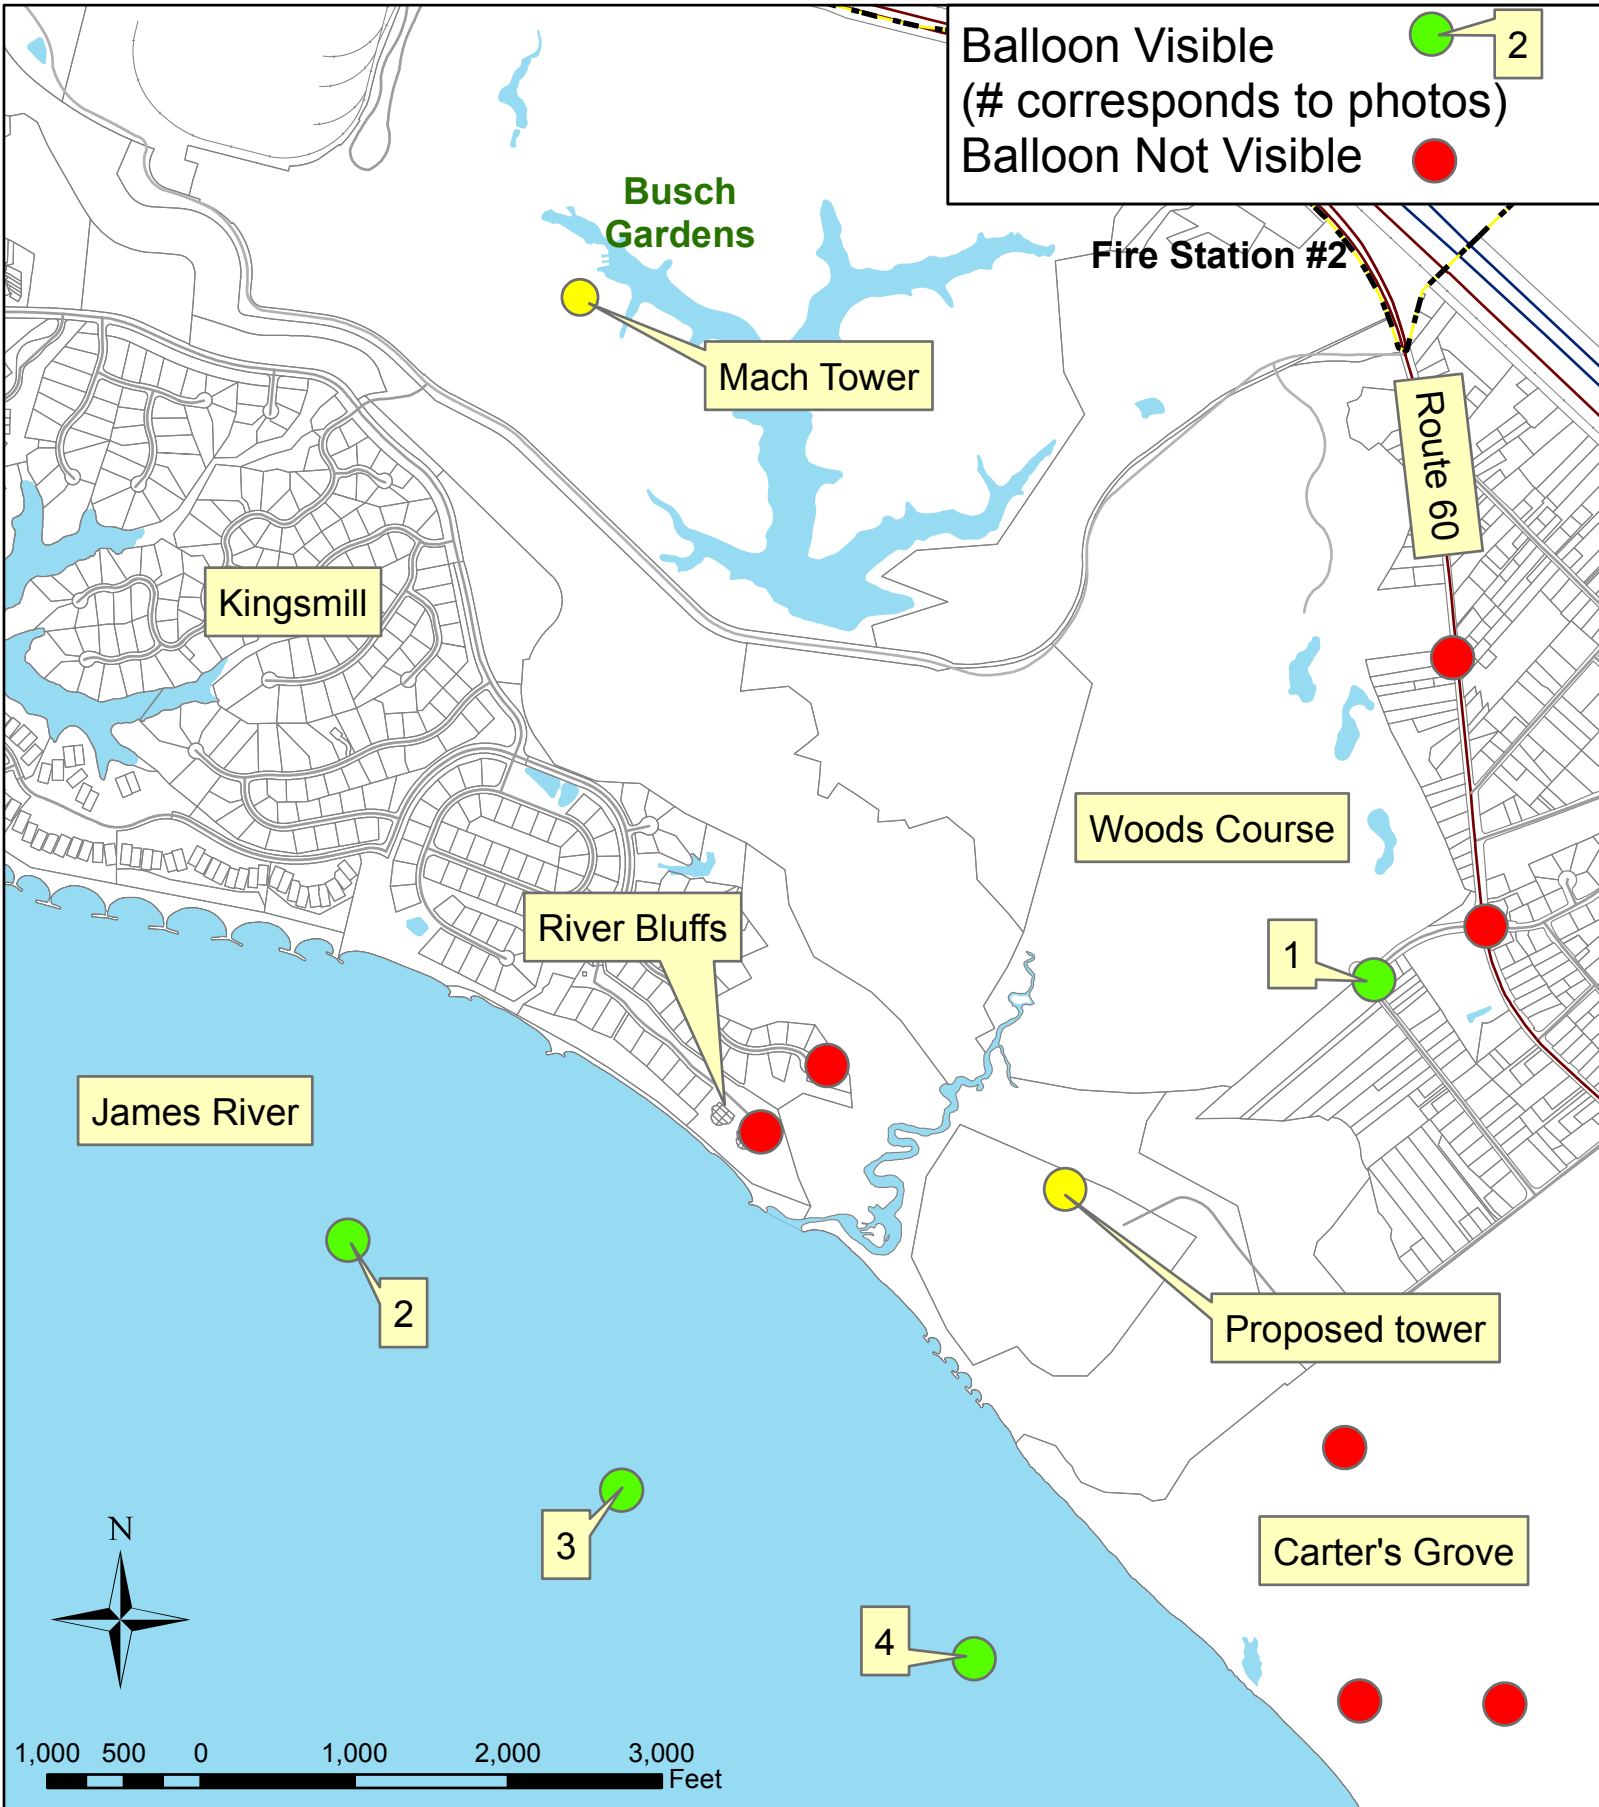 Balloon Visible
2
(# corresponds to photos)
Balloon Not Visible
Busch
Gardens
Fire Station #2
Mach Tower
Route 60
Kingsmill
Woods Course
River Bluffs
1
James River
2
Proposed tower
3
Carter's Grove
4
N
1,000 500 0 1,000 2,000 3,000
Feet